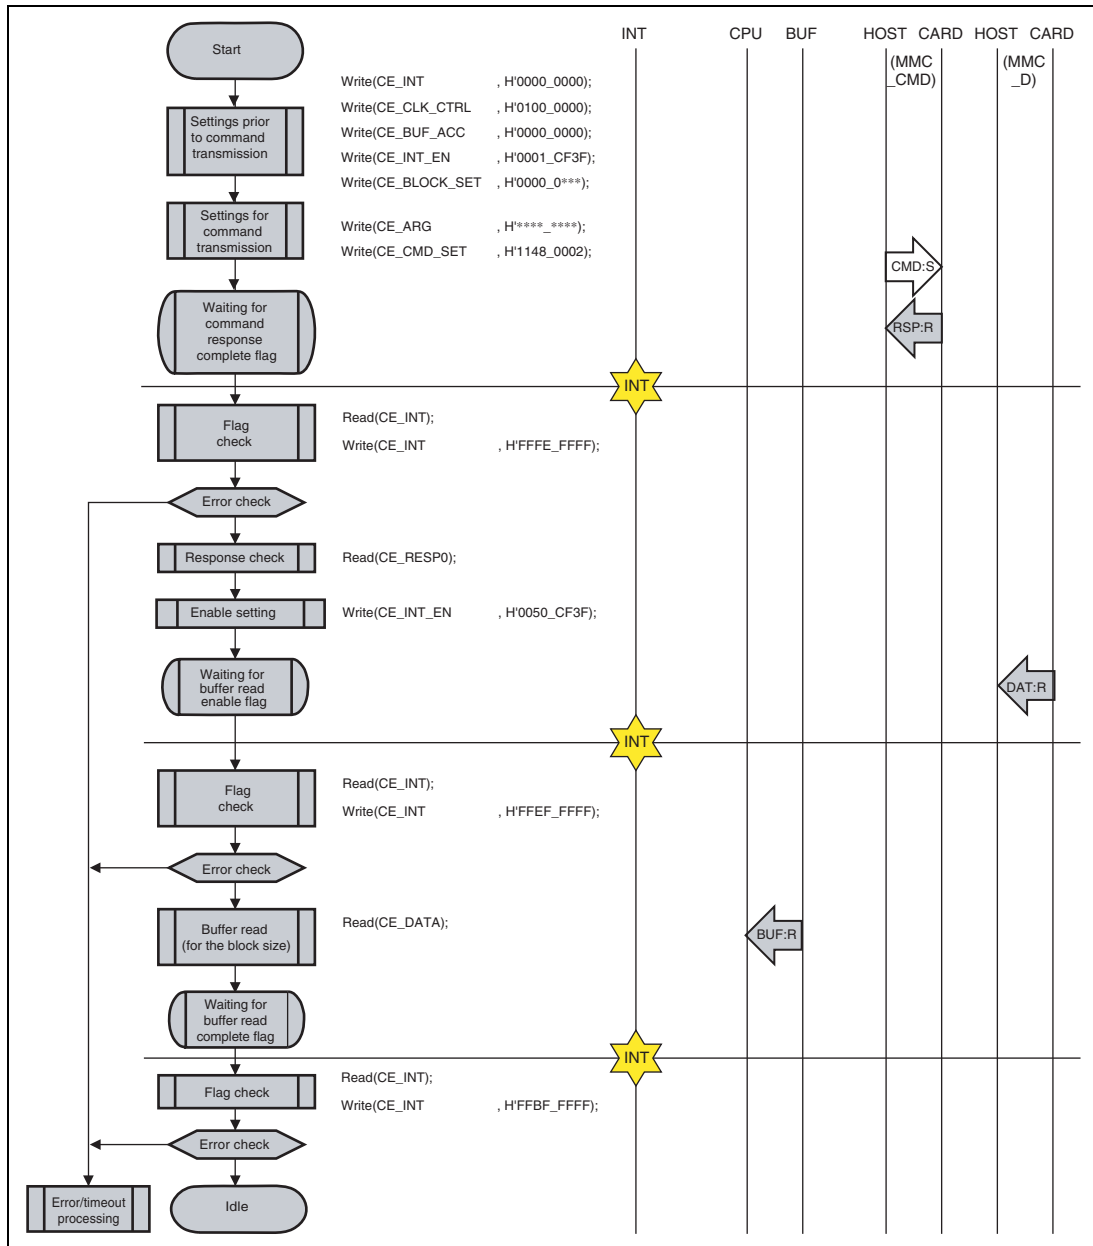 INT CPU BUF HOST CARD HOST CARD
(MMC (MMC
_CMD) _D)
Start
Write(CE_INT , H'0000_0000);
Settings prior
to command
transmission
Write(CE_CLK_CTRL , H'0100_0000);
Write(CE_BUF_ACC , H'0000_0000);
Write(CE_INT_EN , H'0001_CF3F);
Write(CE_BLOCK_SET , H'0000_0***);
Settings for
command
transmission
Write(CE_ARG , H'****_****);
Write(CE_CMD_SET , H'1148_0002);
CMD:S
Waiting for
command
response
complete flag
RSP:R
INT
Flag
check
Read(CE_INT);
Write(CE_INT , H'FFFE_FFFF);
Error check
Response check
Read(CE_RESP0);
Enable setting
Write(CE_INT_EN , H'0050_CF3F);
Waiting for
buffer read
enable flag
DAT:R
INT
Flag
check
Read(CE_INT);
Write(CE_INT , H'FFEF_FFFF);
Error check
Buffer read
(for the block size)
Read(CE_DATA);
BUF:R
Waiting for
buffer read
complete flag
INT
Flag check
Read(CE_INT);
Write(CE_INT , H'FFBF_FFFF);
Error check
Error/timeout
processing
Idle